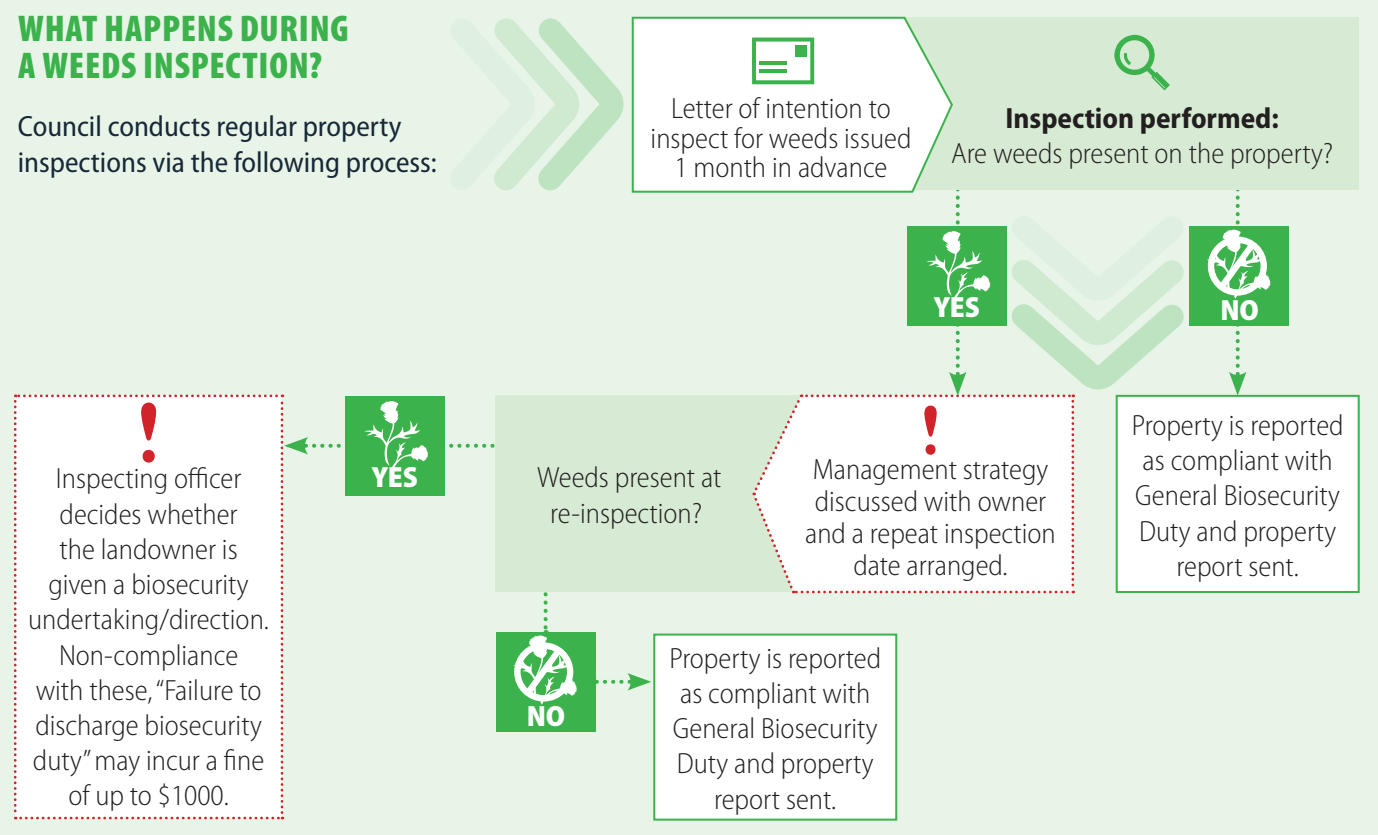 WHAT HAPPENS DURING
A WEEDS INSPECTION?
Council conducts regular property
inspections via the following process:
Letter of intention to
inspect for weeds issued
1 month in advance
Inspection performed:
Are weeds present on the property?
YES
NO
Property is reported
as compliant with
General Biosecurity
Duty and property
report sent.
Management strategy
discussed with owner
and a repeat inspection
date arranged.
Weeds present at
re-inspection?
YES
Inspecting officer
decides whether
the landowner is
given a biosecurity
undertaking/direction.
Non-compliance
with these, “Failure to
discharge biosecurity
duty” may incur a fine
of up to $1000.
NO
Property is reported
as compliant with
General Biosecurity
Duty and property
report sent.